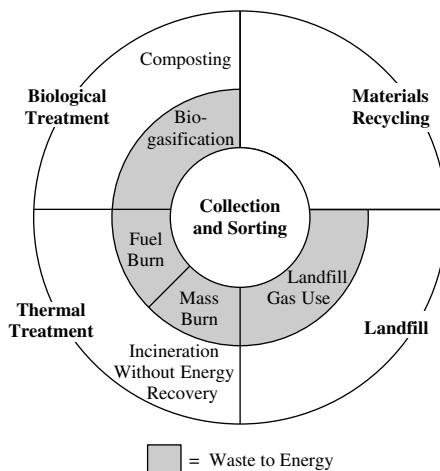 Composting
Biological
Treatment
Bio-
gasification
Materials
Recycling
Collection
and Sorting
Fuel
Burn
Mass
Burn
Landfill
Gas Use
Thermal
Treatment
Incineration
Without Energy
Recovery
Landfill
= Waste to Energy